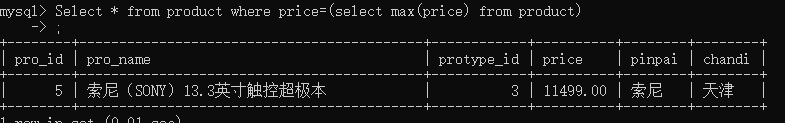 mysql> Select * from product where price=(select max(price) from product)
    -> ;
+--------+---------------------------------+------------+----------+--------+--------+
| pro_id | pro_name                        | protype_id | price    | pinpai | chandi |
+--------+---------------------------------+------------+----------+--------+--------+
|      5 | 索尼（SONY）13.3英寸触控超极本 |          3 | 11499.00 | 索尼   | 天津   |
+--------+---------------------------------+------------+----------+--------+--------+
1 row in set (0.01 sec)